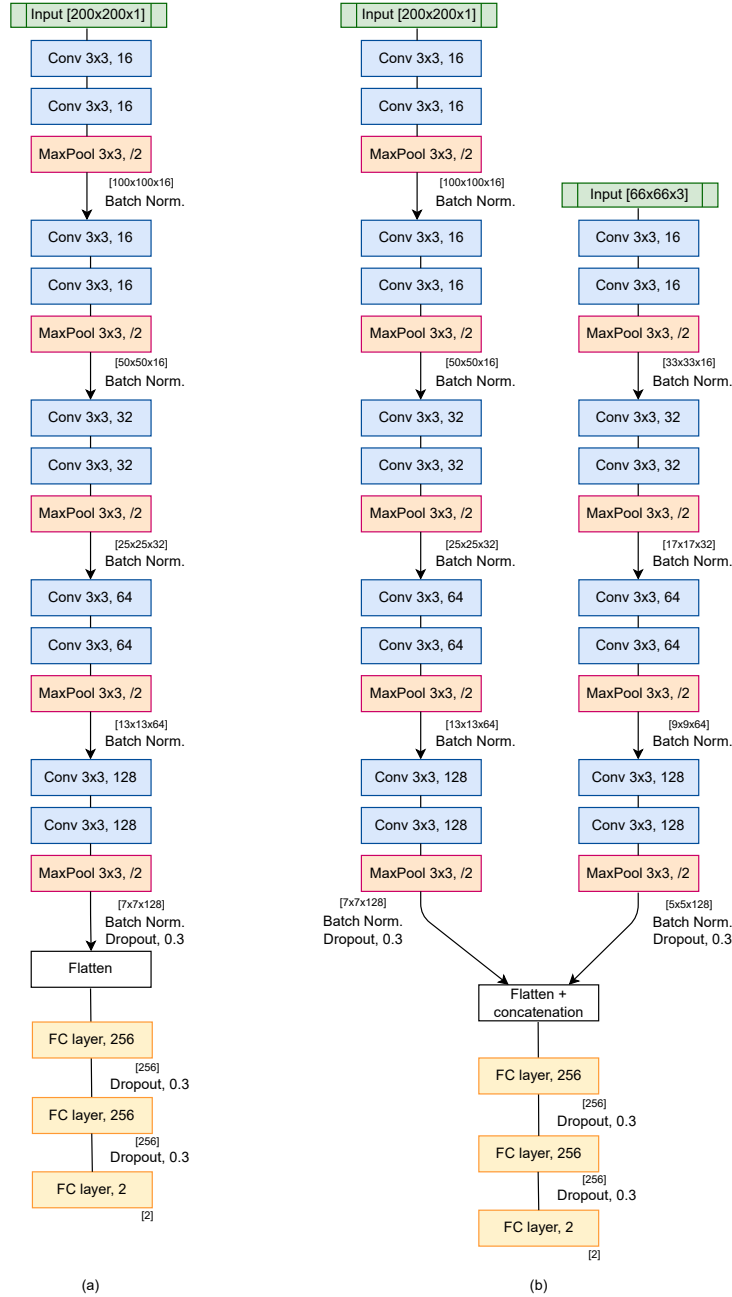 Input [200x200x1]
Conv 3x3, 16
Conv 3x3, 16
MaxPool 3x3, /2
[100x100x16]
Batch Norm.
Conv 3x3, 16
Conv 3x3, 16
MaxPool 3x3, /2
[50x50x16]
Batch Norm.
Conv 3x3, 32
Conv 3x3, 32
MaxPool 3x3, /2
[25x25x32]
Batch Norm.
Conv 3x3, 64
Conv 3x3, 64
MaxPool 3x3, /2
[13x13x64]
Batch Norm.
Conv 3x3, 128
Conv 3x3, 128
MaxPool 3x3, /2
[7x7x128]
Batch Norm.
Dropout, 0.3
Flatten
FC layer, 256
[256]
Dropout, 0.3
FC layer, 256
[256]
Dropout, 0.3
FC layer, 2
[2]
(a)
Input [200x200x1]
Conv 3x3, 16
Conv 3x3, 16
MaxPool 3x3, /2
[100x100x16]
Batch Norm.
Conv 3x3, 16
Conv 3x3, 16
MaxPool 3x3, /2
[50x50x16]
Batch Norm.
Conv 3x3, 32
Conv 3x3, 32
MaxPool 3x3, /2
[25x25x32]
Batch Norm.
Conv 3x3, 64
Conv 3x3, 64
MaxPool 3x3, /2
[13x13x64]
Batch Norm.
Conv 3x3, 128
Conv 3x3, 128
MaxPool 3x3, /2
[7x7x128]
Batch Norm.
Dropout, 0.3
Input [66x66x3]
Conv 3x3, 16
Conv 3x3, 16
MaxPool 3x3, /2
[33x33x16]
Batch Norm.
Conv 3x3, 32
Conv 3x3, 32
MaxPool 3x3, /2
[17x17x32]
Batch Norm.
Conv 3x3, 64
Conv 3x3, 64
MaxPool 3x3, /2
[9x9x64]
Batch Norm.
Conv 3x3, 128
Conv 3x3, 128
MaxPool 3x3, /2
[5x5x128]
Batch Norm.
Dropout, 0.3
Flatten +
concatenation
FC layer, 256
[256]
Dropout, 0.3
FC layer, 256
[256]
Dropout, 0.3
FC layer, 2
[2]
(b)